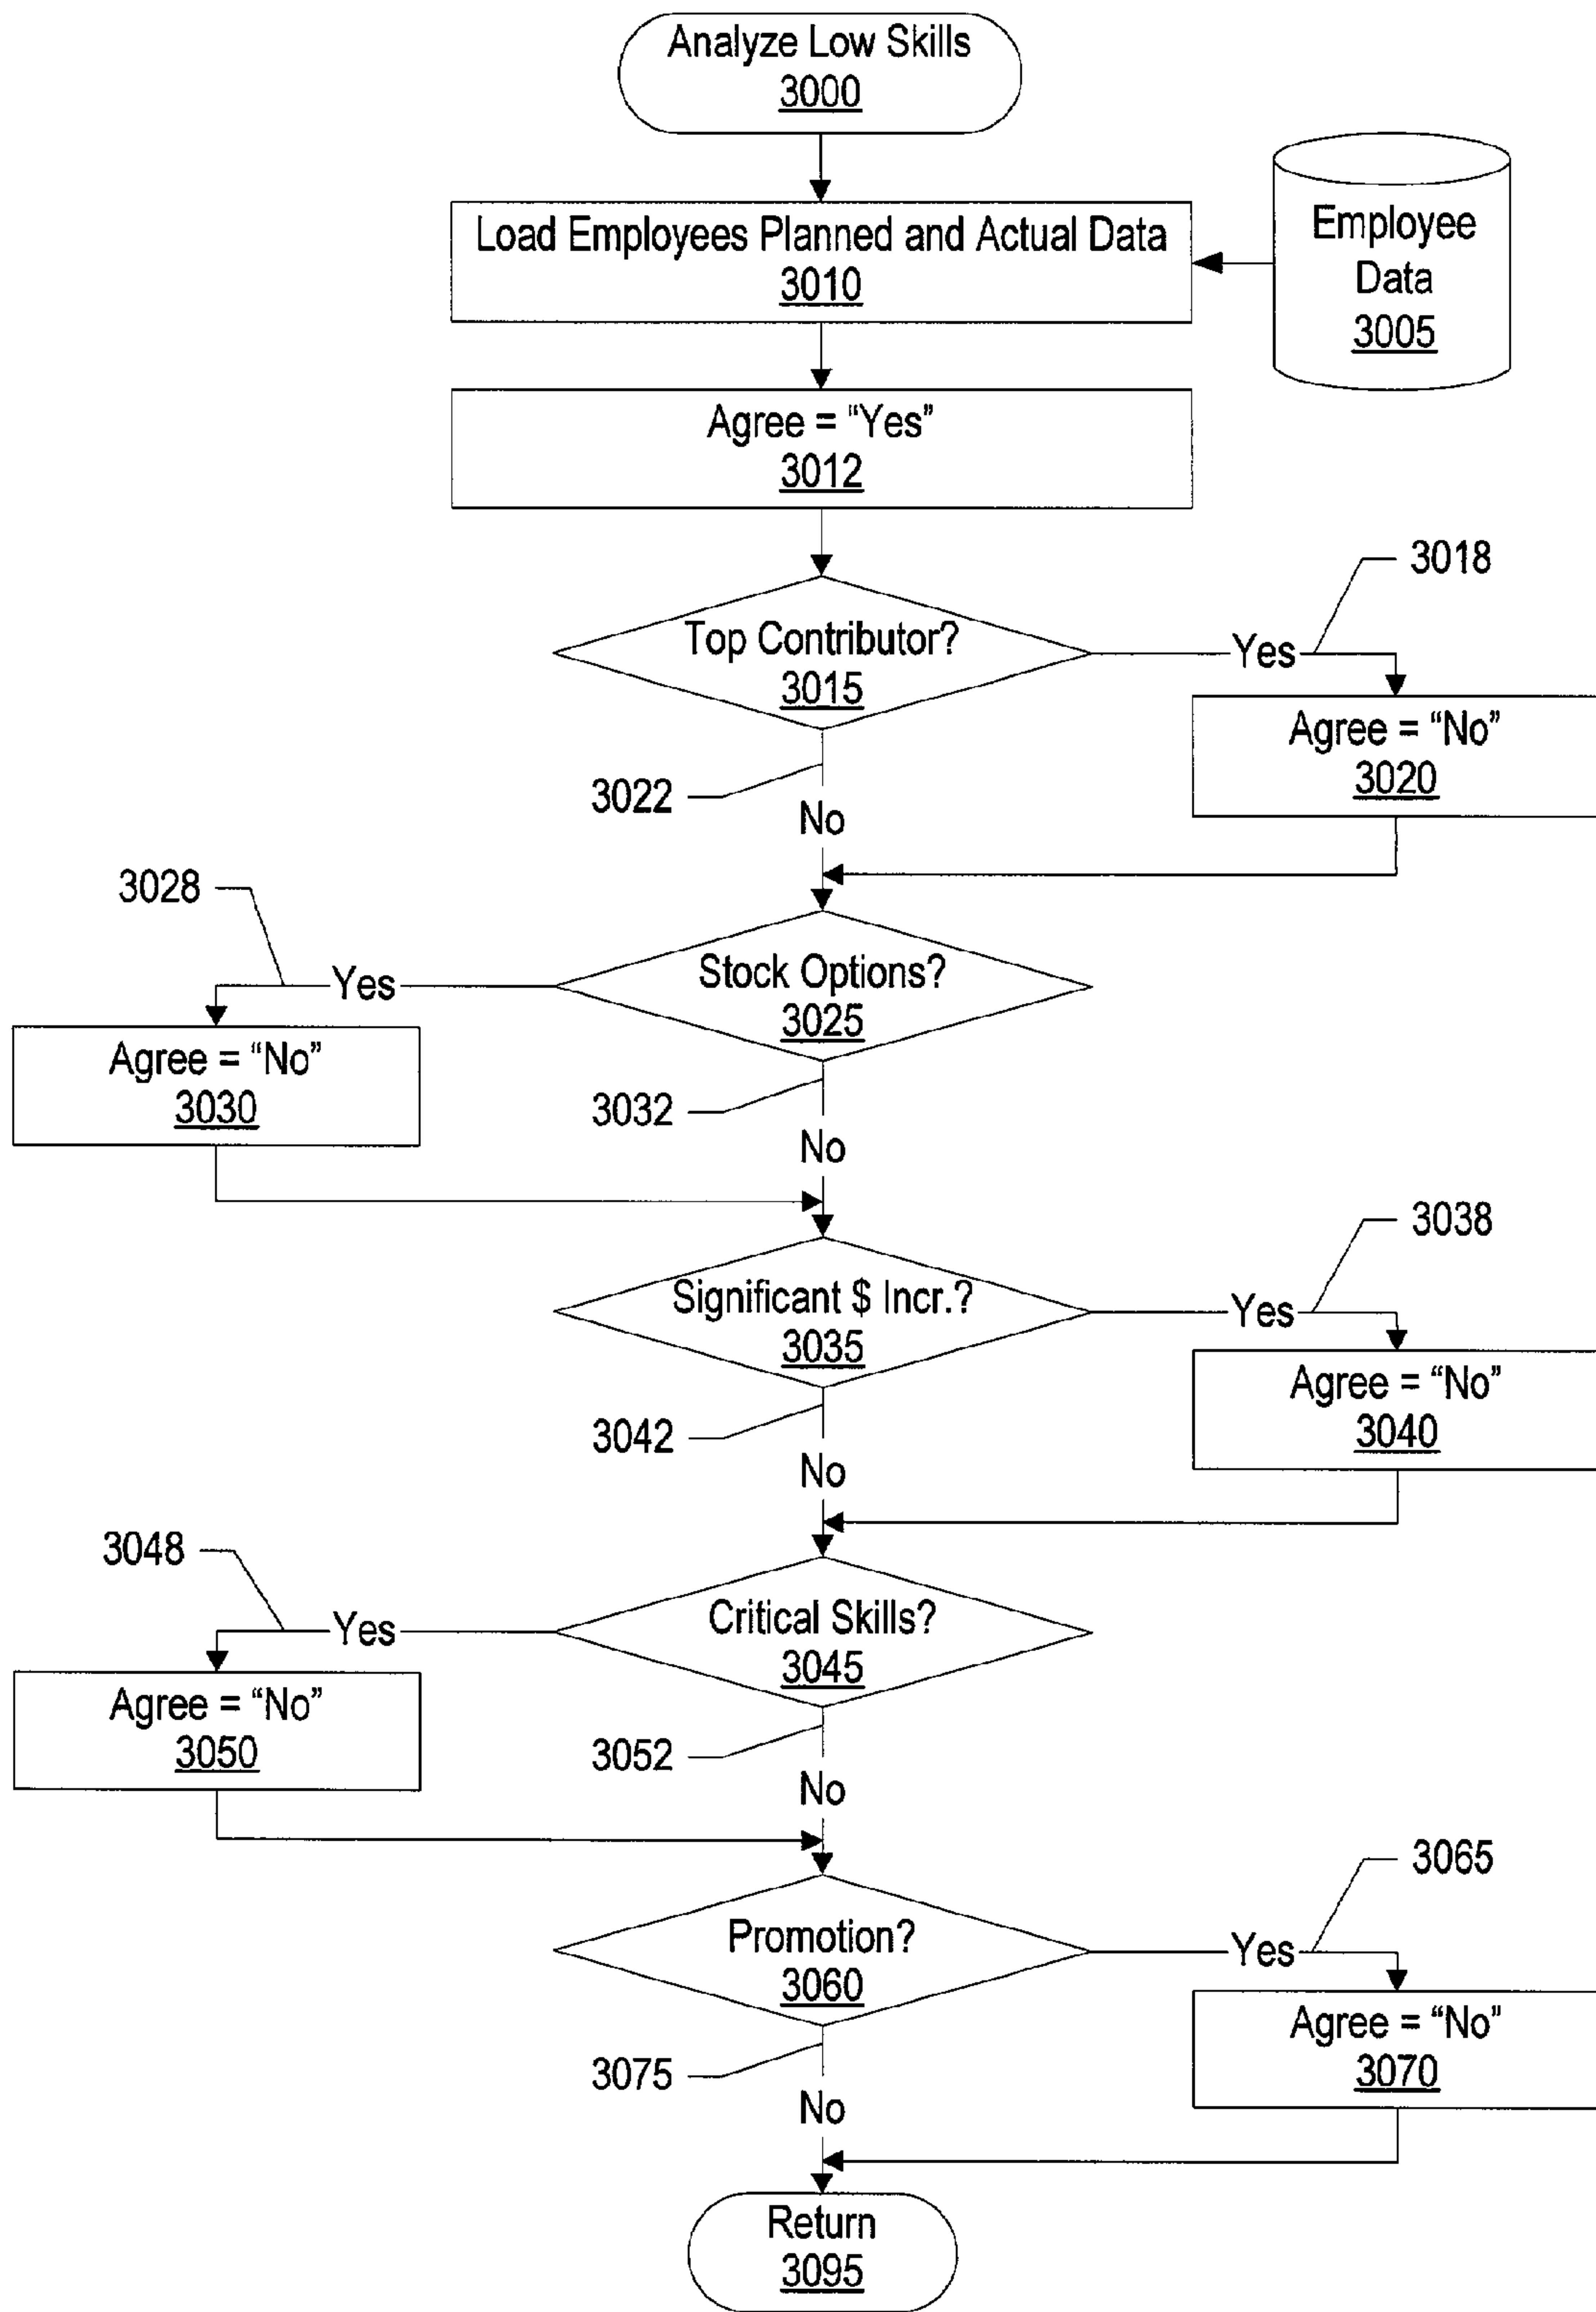 Analyze Low Skills
3000
Load Employees Planned and Actual Data
3010
Employee
Data
3005
Agree = “Yes”
3012
3018
Top Contributor?
3015
Yes
Agree = “No”
3020
3022
No
3028
Stock Options?
3025
Yes
Agree = “No”
3030
3032
No
3038
Significant $ Incr.?
3035
Yes
Agree = “No”
3040
3042
No
3048
Critical Skills?
3045
Yes
Agree = “No”
3050
3052
No
3065
Promotion?
3060
Yes
Agree = “No”
3070
3075
No
Return
3095